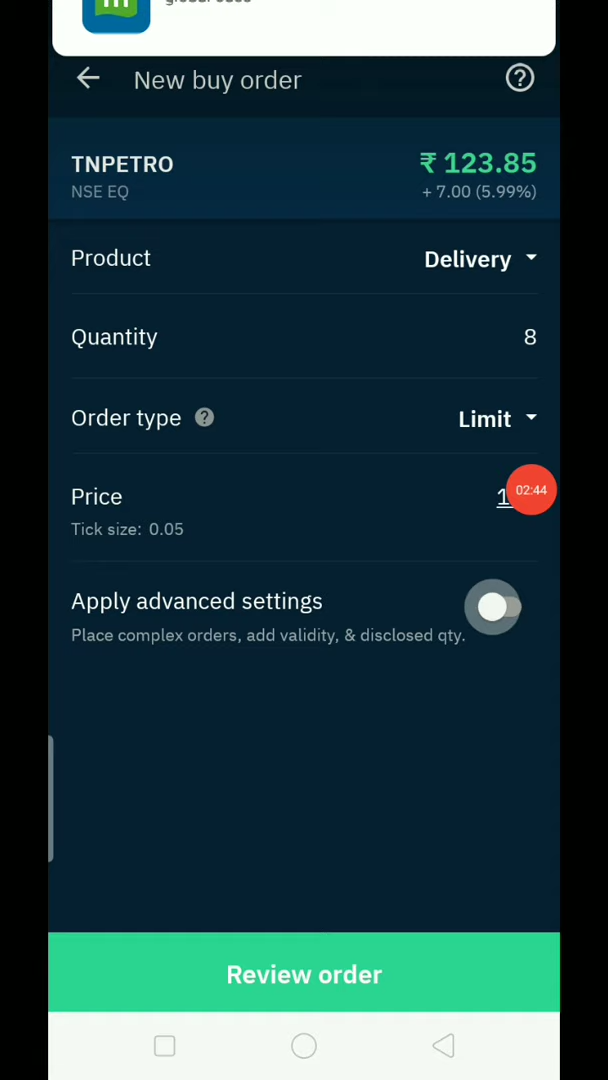 New buy order
TNPETRO
₹ 123.85
NSE EQ
+ 7.00 (5.99%)
Product
Delivery
Quantity
8
Order type
Limit
Price
02:44
Tick size: 0.05
Apply advanced settings
Place complex orders, add validity, & disclosed qty.
Review order